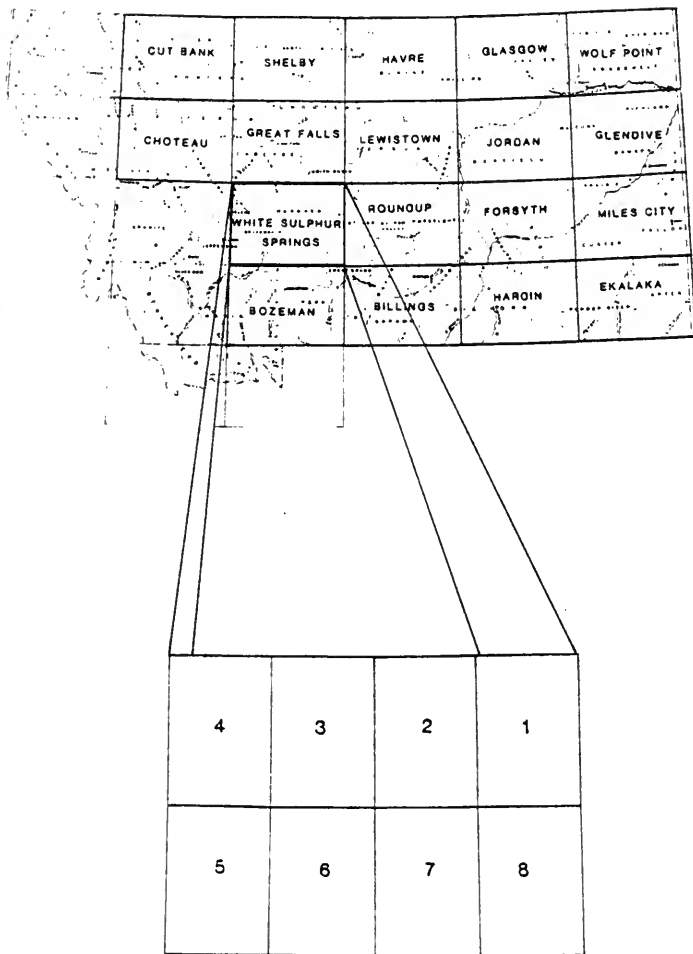 CUT BANK
SHELBY
HAVRE
GLASGOW
WOLF POINT
CHOTEAU
GREAT FALLS
LEWISTOWN
JORDAN
GLENDIVE
WHITE SULPHUR
SPRINGS
ROUNDUP
FORSYTH
MILES CITY
BOZEMAN
BILLINGS
HARDIN
EKALAKA
4 3 2 1
5 6 7 8